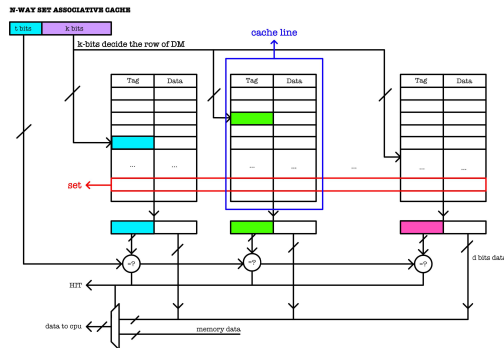 N-WAY SET ASSOCIATIVE CACHE
t bits k bits
k-bits decide the row of DM
cache line
Tag Data Tag Data Tag Data
... ... ... ... ... ... ...
set
=? =? =?
d bits data
HIT
data to cpu
memory data